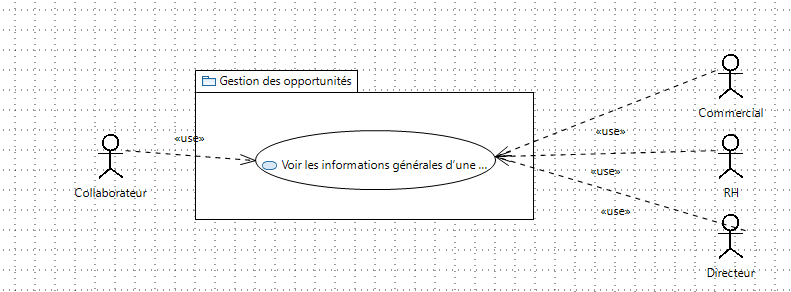 Gestion des opportunités
Commercial
«use»
«use»
Voir les informations générales d’une ...
«use»
Collaborateur
RH
«use»
Directeur